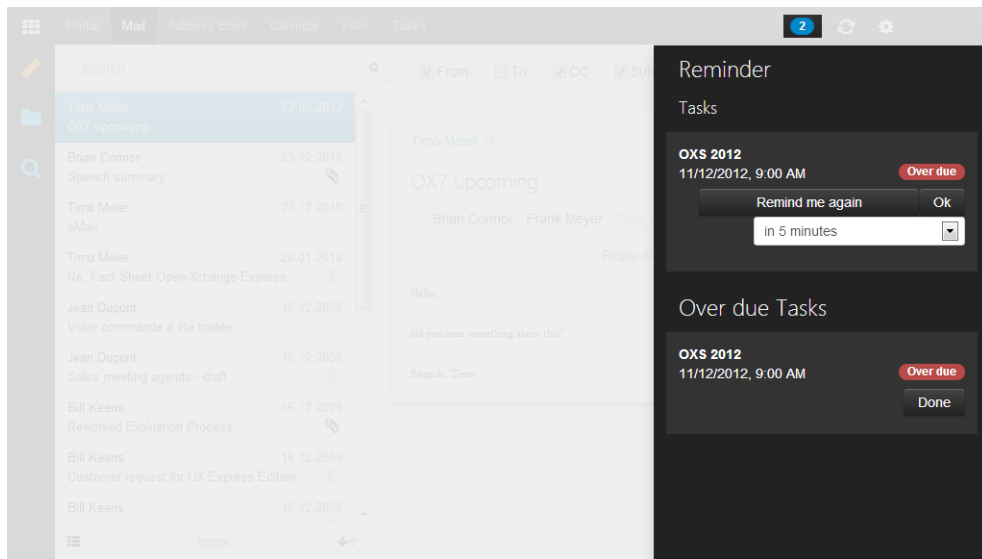 Portal Mail Address Book Calendar Files Tasks 2
Search...
From To CC
Reminder
Tasks
Timo Meier 22.05.2012
OX7 upcoming
Brian Connor 23.12.2010
Speech summary
Timo Meier 23.12.2010
eMail
Timo Meier 20.01.2010
Re: Fact Sheet Open-Xchange Express ... 3
Jean Dupont 16.12.2009
Votre commande a été traitée
Jean Dupont 16.12.2009
Sales meeting agenda - draft 3
Bill Keens 16.12.2009
Reworked Evaluation Process
Bill Keens 16.12.2009
Customer request for OX Express Edition 2
Bill Keens 16.12.2009
Inbox
Timo Meier
OX7 upcoming
To: Brian Connor - Frank Meyer Copy
Reply
Hallo,
did you hear something about this?
Regards, Timo
OXS 2012
11/12/2012, 9:00 AM Over due
Remind me again Ok
in 5 minutes
Over due Tasks
OXS 2012
11/12/2012, 9:00 AM Over due
Done